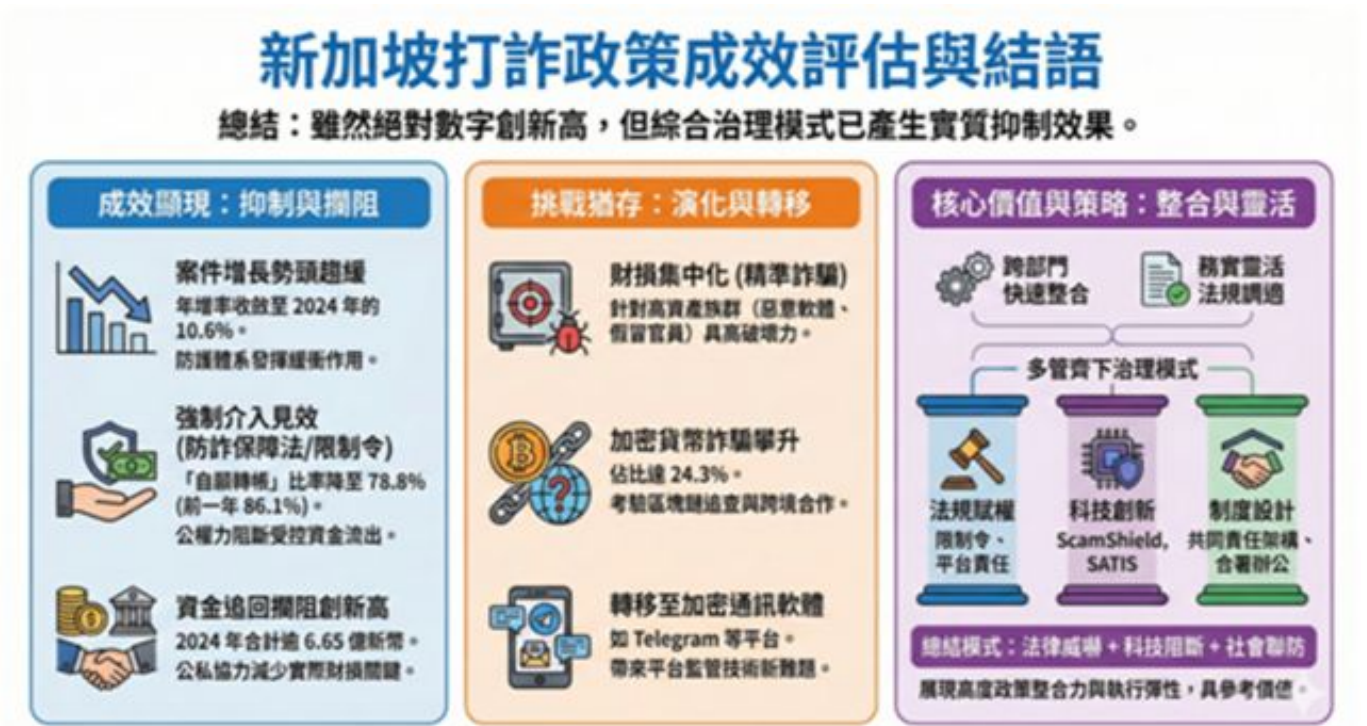 新加坡打詐政策成效評估與結語
總結：雖然絕對數字創新高，但綜合治理模式已產生實質抑制效果。
成效顯現：抑制與攔阻
案件增長勢頭趨緩
年增率收斂至 2024 年的
10.6%。
防護體系發揮緩衝作用。
強制介入見效
(防詐保障法/限制令)
「自願轉帳」比率降至 78.8%
(前一年 86.1%)。
公權力阻斷受控資金流出。
資金追回攔阻創新高
2024 年合計逾 6.65 億新幣。
公私協力減少實際財損關鍵。
挑戰猶存：演化與轉移
財損集中化 (精準詐騙)
針對高資產族群（惡意軟體、
假冒官員）具高破壞力。
加密貨幣詐騙攀升
佔比達 24.3%。
考驗區塊鏈追查與跨境合作。
轉移至加密通訊軟體
如 Telegram 等平台。
帶來平台監管技術新難題。
核心價值與策略：整合與靈活
跨部門
快速整合
務實靈活
法規調適
多管齊下治理模式
法規賦權
限制令、
平台責任
科技創新
ScamShield,
SATIS
制度設計
共同責任架構、
合署辦公
總結模式：法律威嚇 + 科技阻斷 + 社會聯防
展現高度政策整合力與執行彈性，具參考價值。